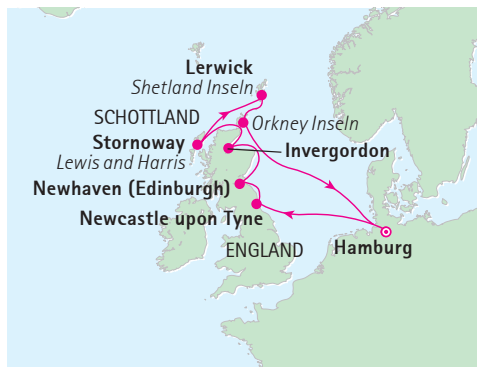 Lerwick
Shetland Inseln
SCHOTTLAND
Orkney Inseln
Stornoway
Invergordon
Lewis and Harris
Newhaven (Edinburgh)
Newcastle upon Tyne
ENGLAND
Hamburg